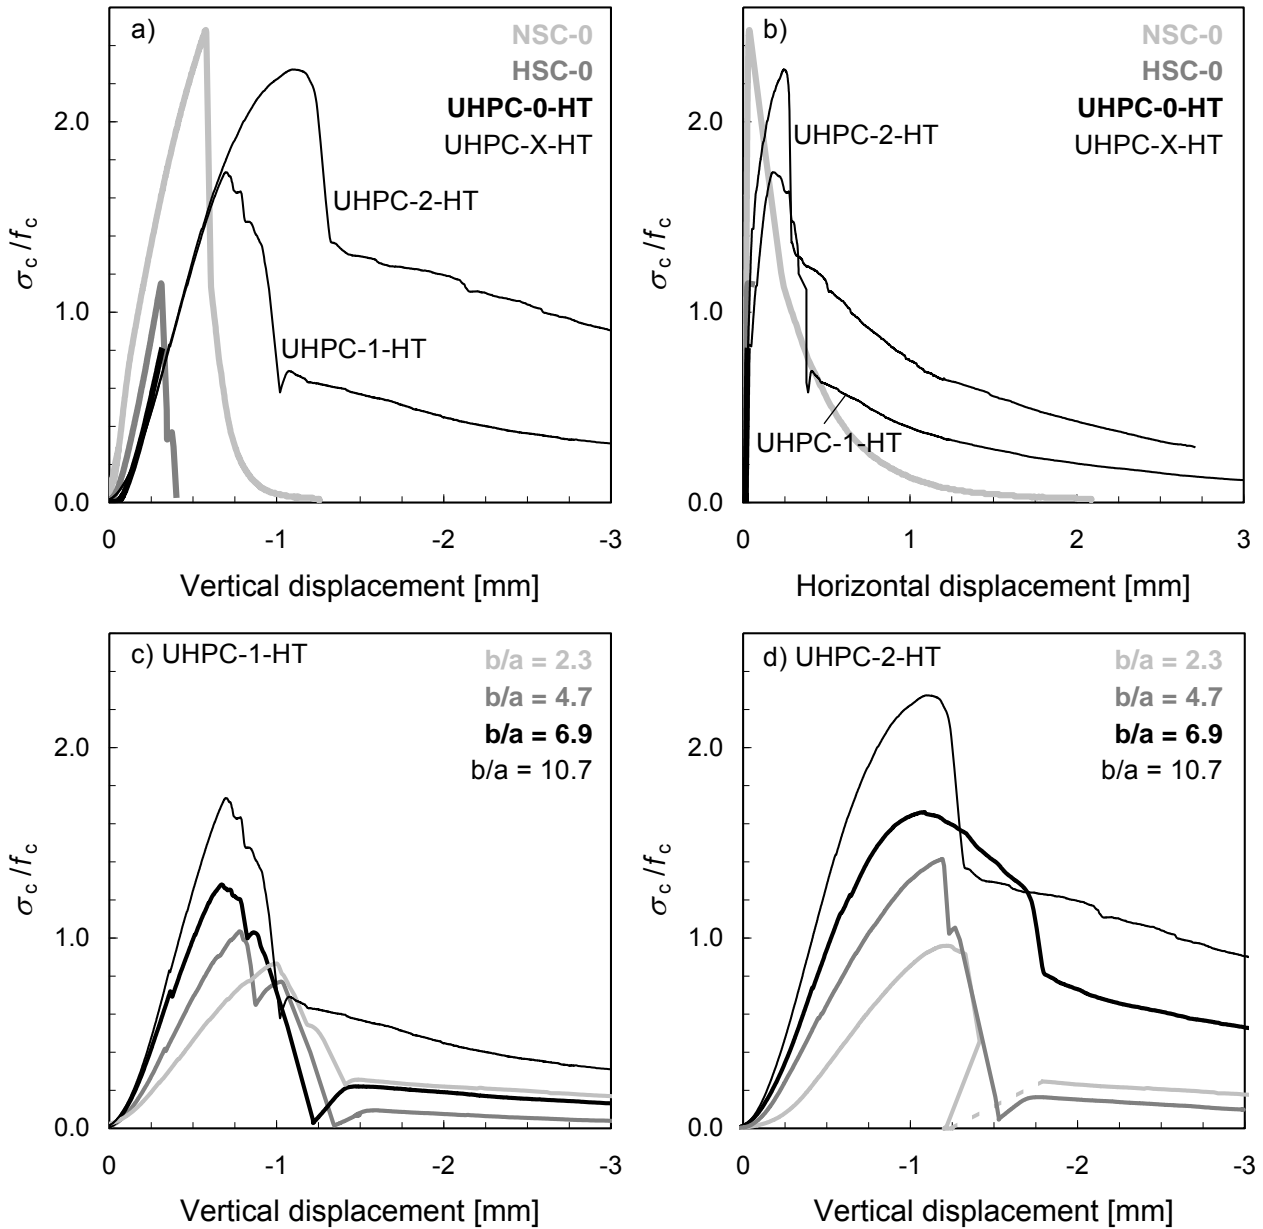 a)
NSC-0
HSC-0
UHPC-0-HT
UHPC-X-HT
UHPC-2-HT
UHPC-1-HT
2.0
1.0
0.0
σc /fc
0 -1 -2 -3
Vertical displacement [mm]
b)
NSC-0
HSC-0
UHPC-0-HT
UHPC-X-HT
UHPC-2-HT
UHPC-1-HT
2.0
1.0
0.0
σc /fc
0 1 2 3
Horizontal displacement [mm]
c) UHPC-1-HT
b/a = 2.3
b/a = 4.7
b/a = 6.9
b/a = 10.7
2.0
1.0
0.0
σc /fc
0 -1 -2 -3
Vertical displacement [mm]
d) UHPC-2-HT
b/a = 2.3
b/a = 4.7
b/a = 6.9
b/a = 10.7
2.0
1.0
0.0
σc /fc
0 -1 -2 -3
Vertical displacement [mm]